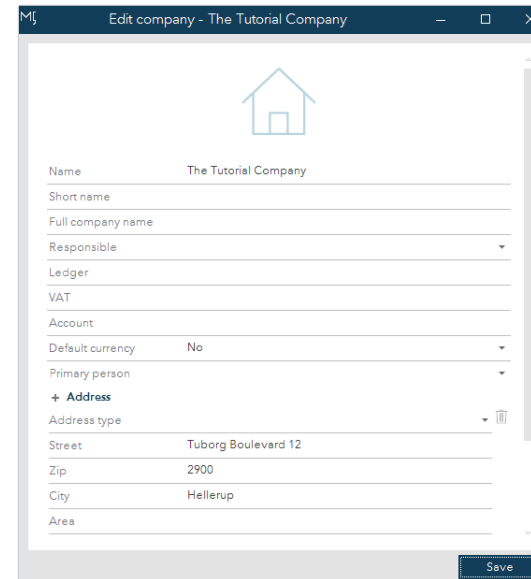 Edit company - The Tutorial Company
Name The Tutorial Company
Short name
Full company name
Responsible
Ledger
VAT
Account
Default currency No
Primary person
+ Address
Address type
Street Tuborg Boulevard 12
Zip 2900
City Hellerup
Area
Save